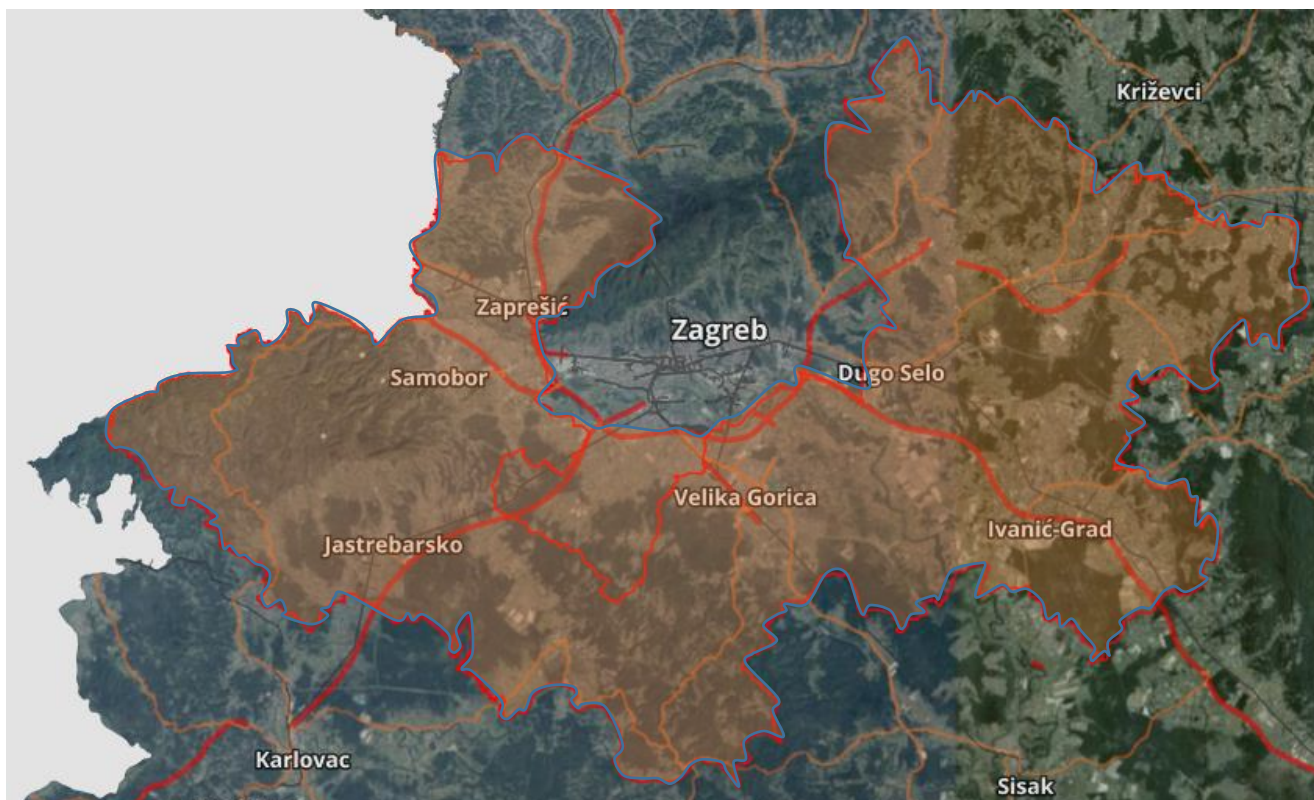 Križevci
Zaprešić
Zagreb
Samobor
Dugo Selo
Velika Gorica
Ivanić-Grad
Jastrebarsko
Karlovac
Sisak